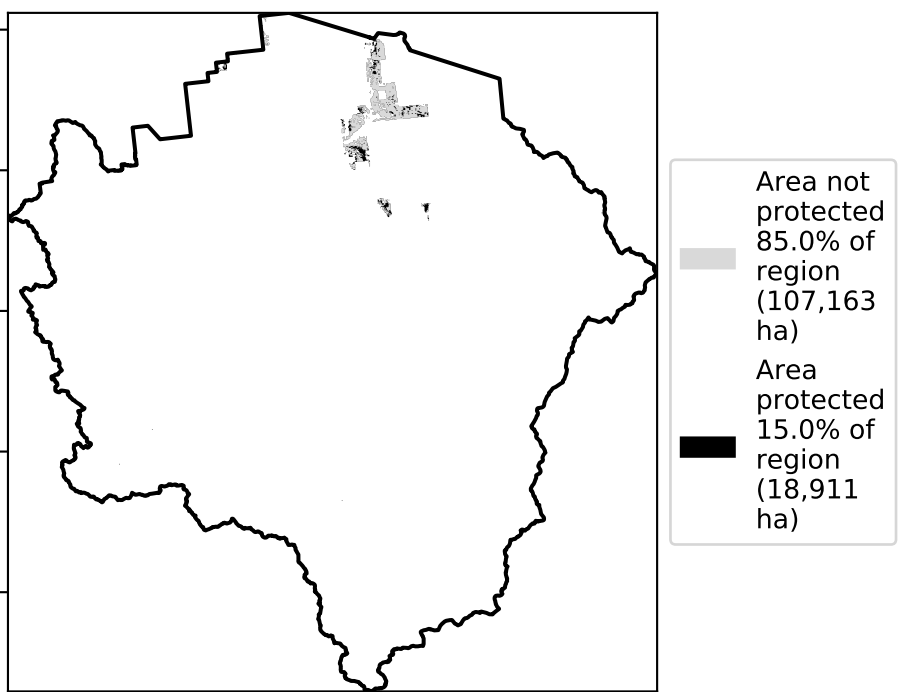 Area not
protected
85.0% of
region
(107,163
ha)
Area
protected
15.0% of
region
(18,911
ha)